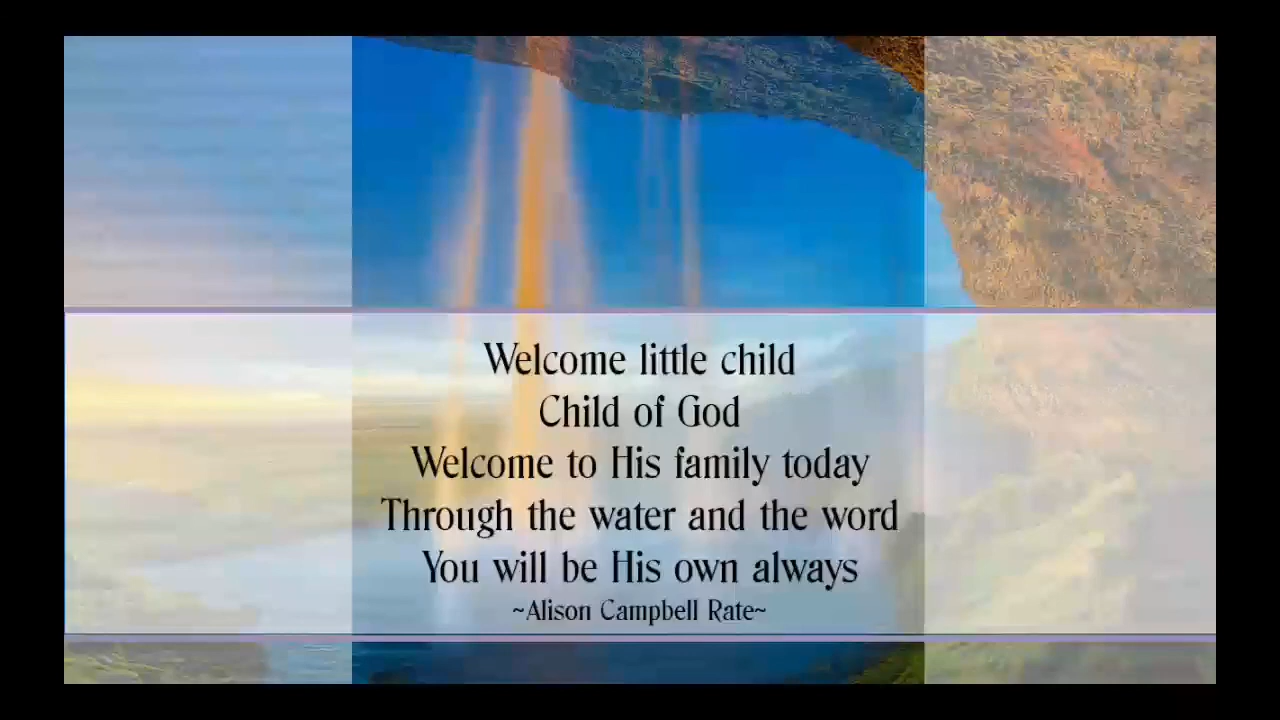 Welcome little child
Child of God
Welcome to His family today
Through the water and the word
You will be His own always
~Alison Campbell Rate~